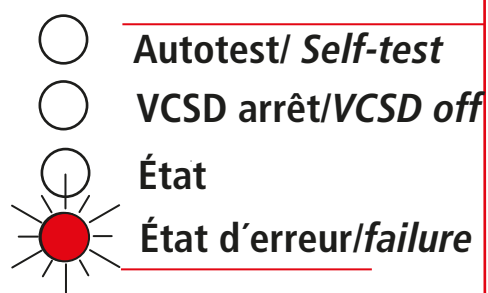 Autotest/ Self-test
VCSD arrêt/VCSD off
État
État d´erreur/failure